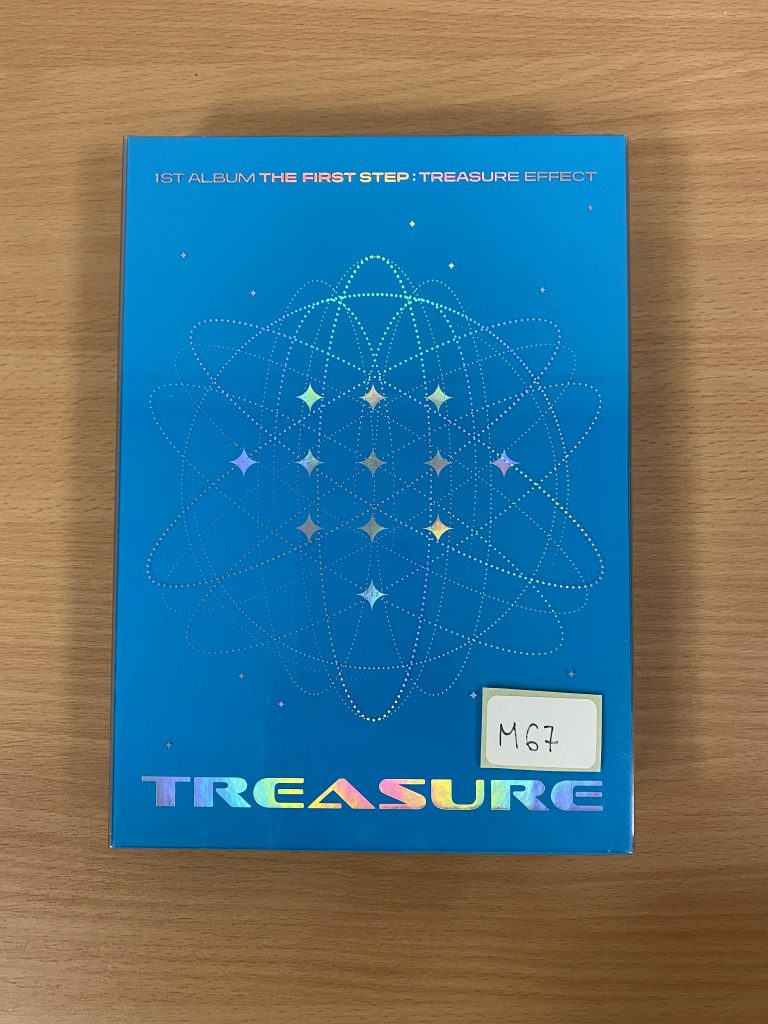 1ST ALBUM THE FIRST STEP : TREASURE EFFECT
M67
TREASURE